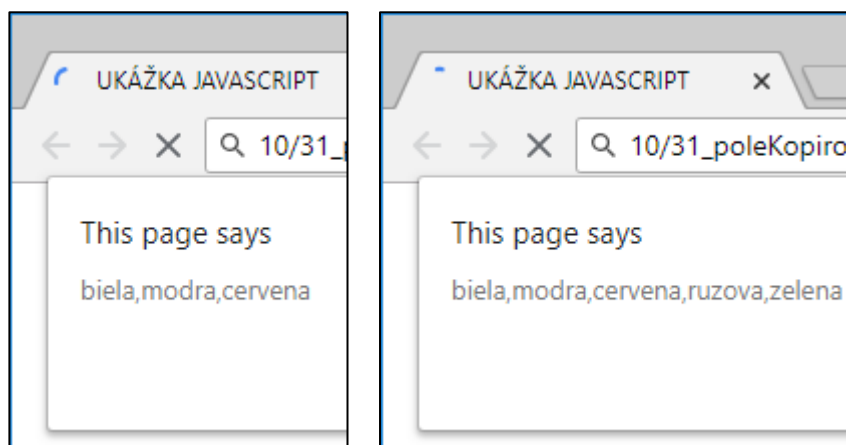 UKÁŽKA JAVASCRIPT
10/31_
This page says
biela,modra,cervena
UKÁŽKA JAVASCRIPT
10/31_poleKopiro
This page says
biela,modra,cervena,ruzova,zelena